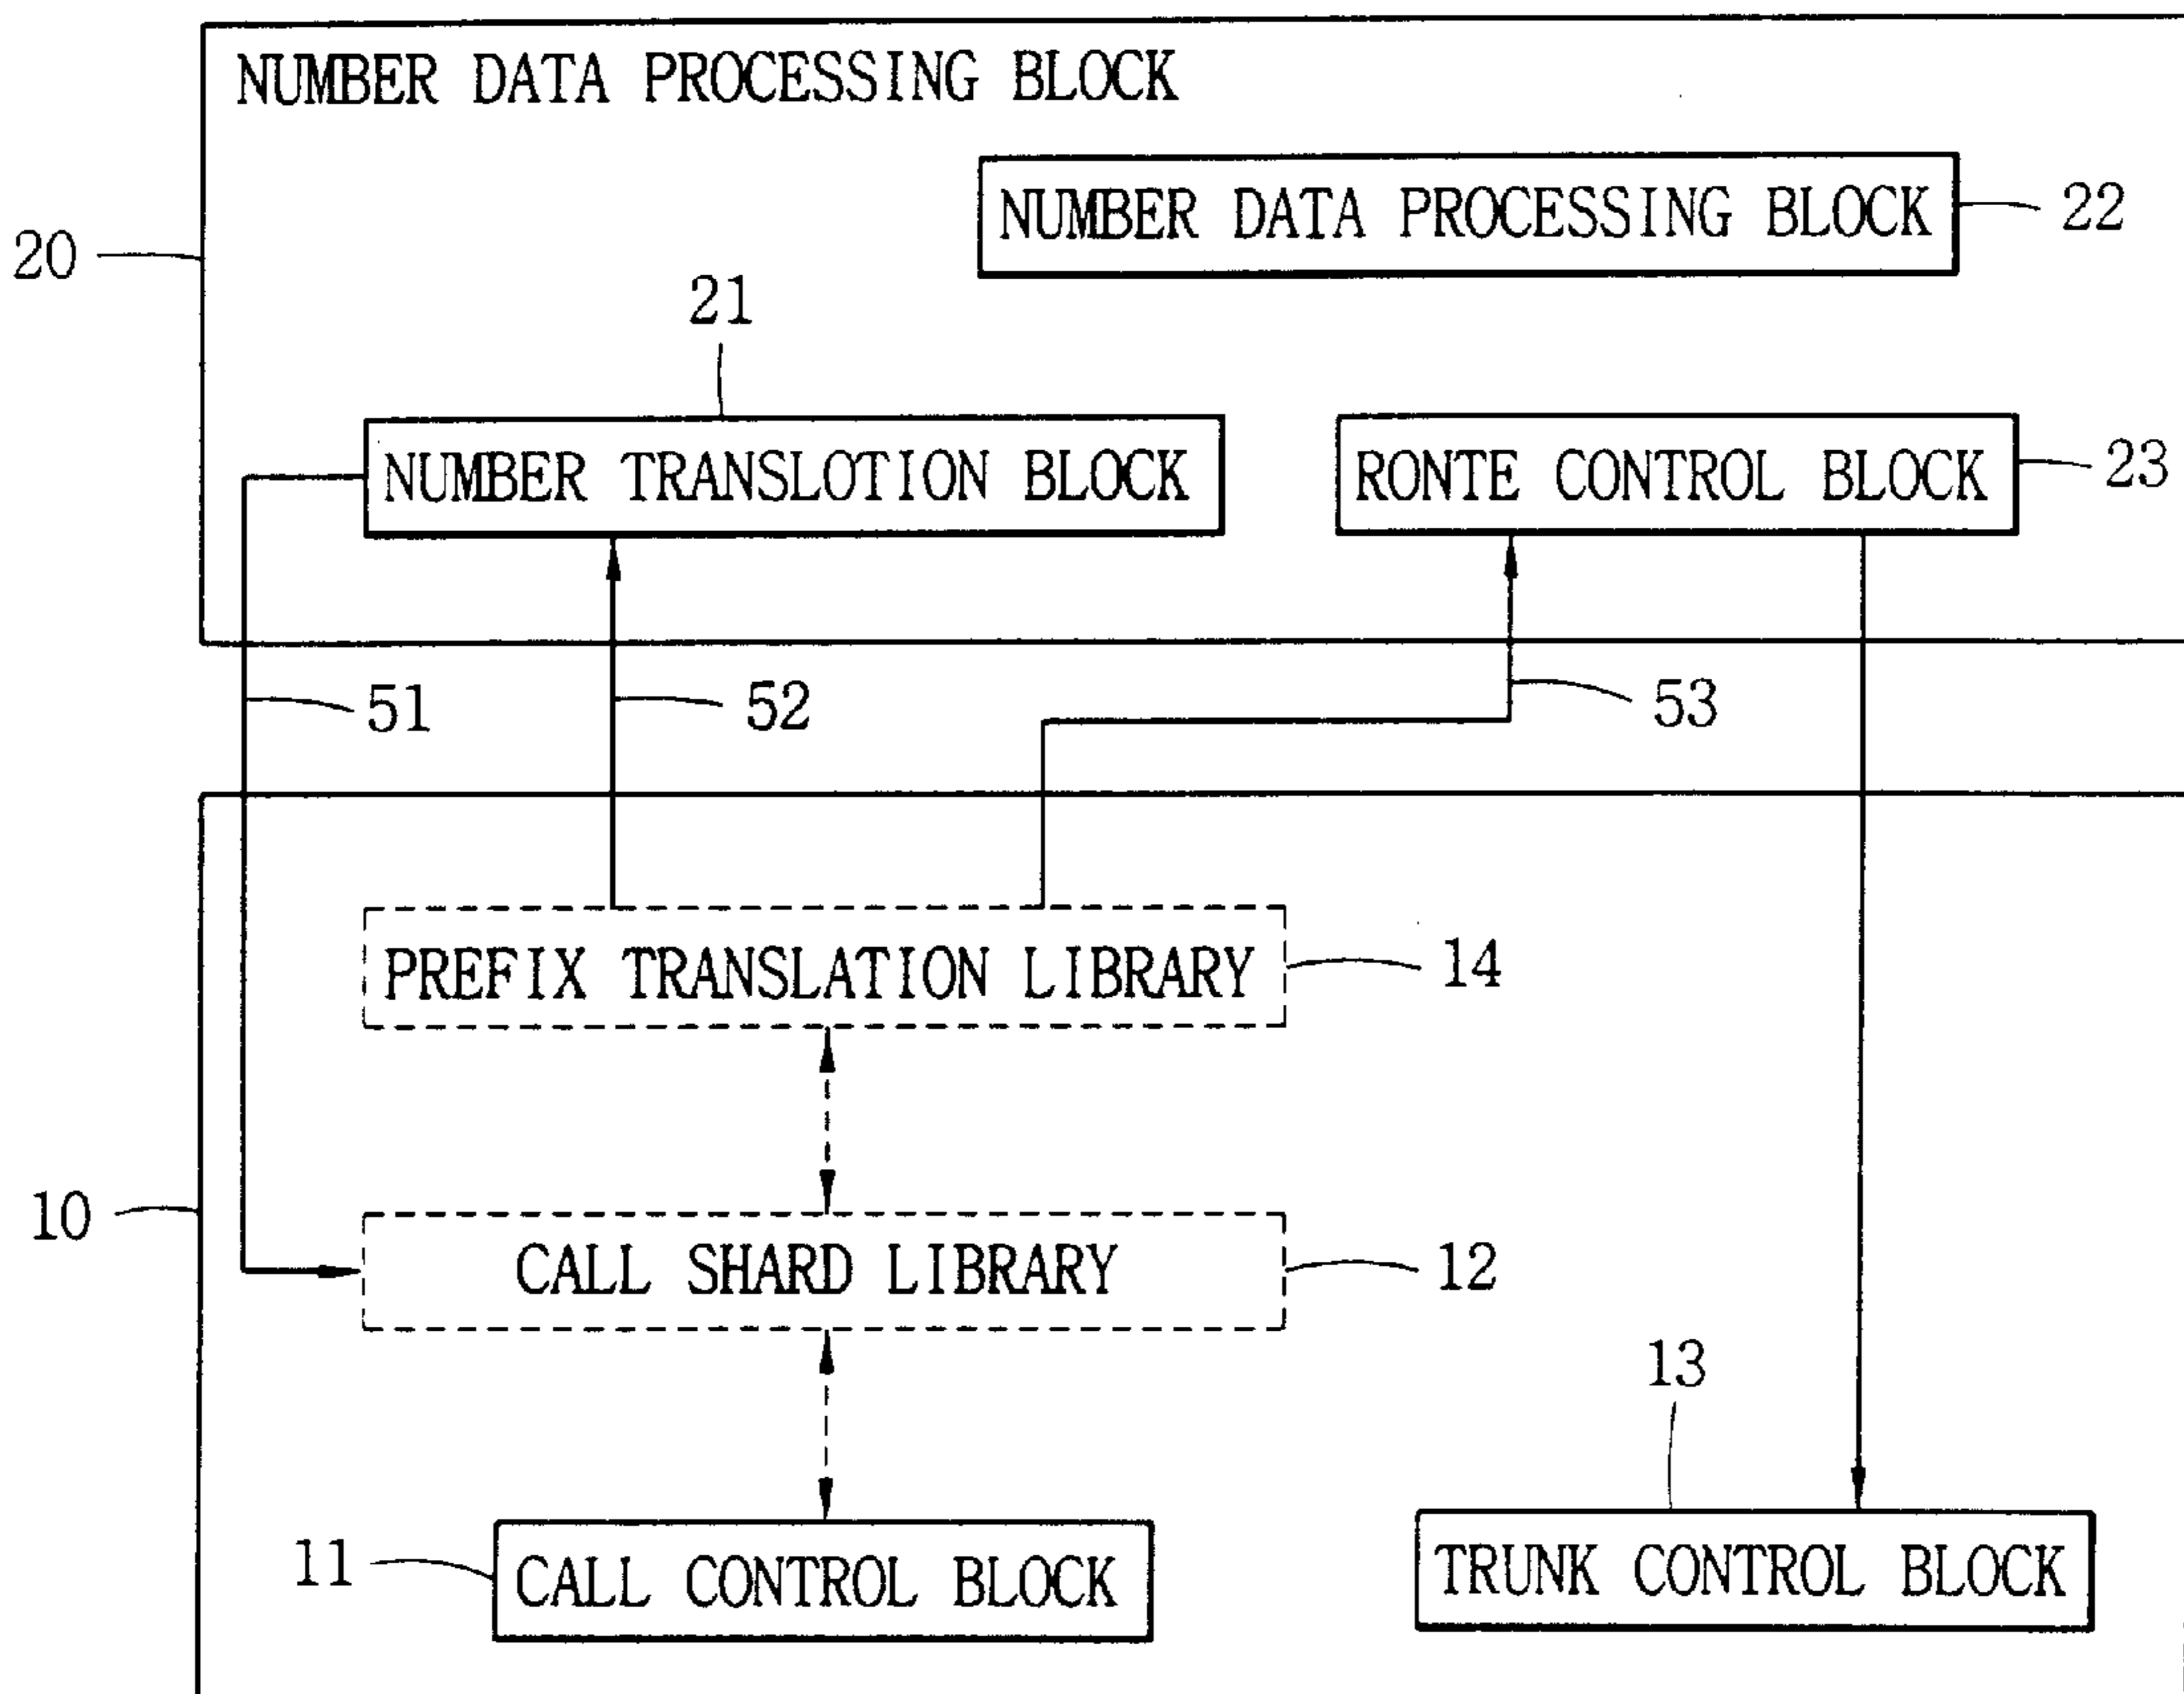 NUMBER DATA PROCESSING BLOCK
NUMBER DATA PROCESSING BLOCK
22
20
21
NUMBER TRANSLOTION BLOCK
RONTE CONTROL BLOCK
23
51
52
53
PREFIX TRANSLATION LIBRARY
14
10
CALL SHARD LIBRARY
12
13
11
CALL CONTROL BLOCK
TRUNK CONTROL BLOCK